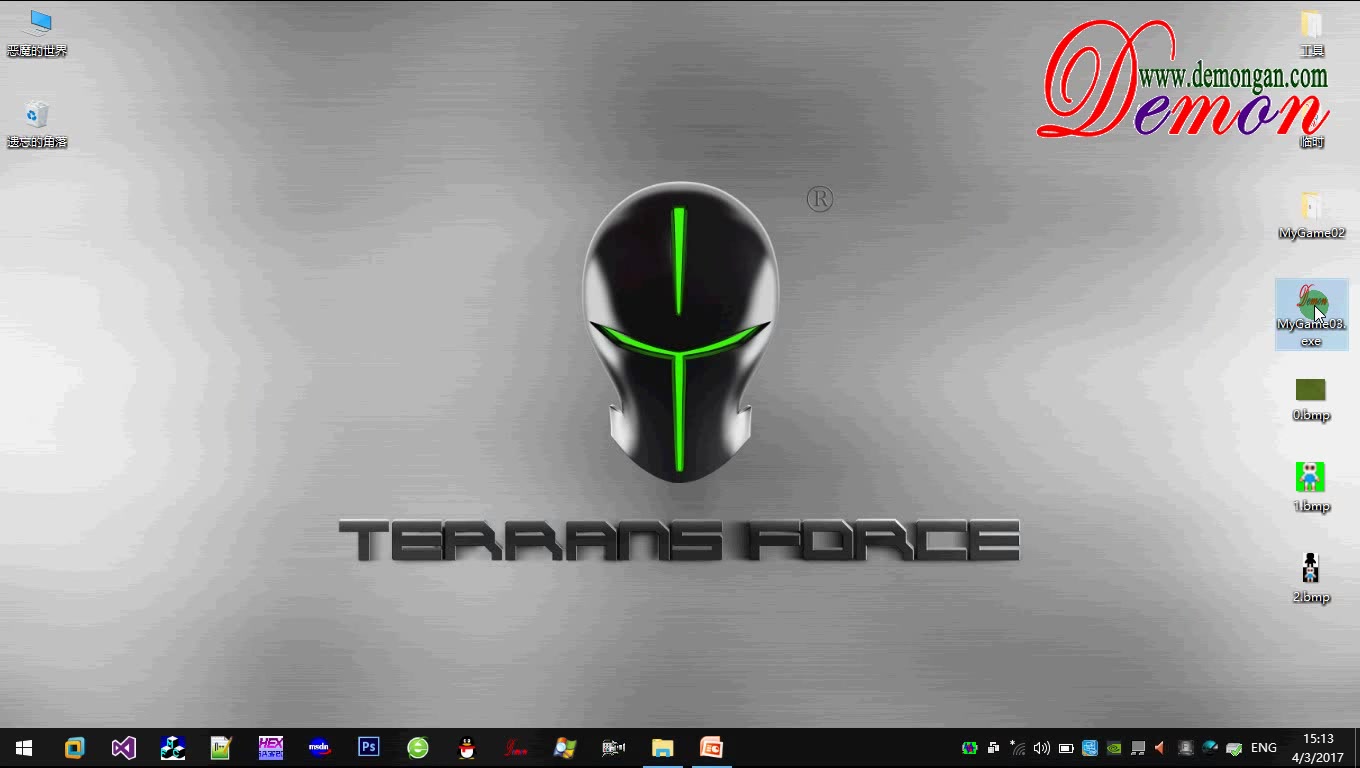 恶魔的世界
遗忘的角落
工具
www.demongan.com
Demon
临时
MyGame02
Demon
MyGame03.
exe
0.bmp
1.bmp
2.bmp
®
TERRANS FORCE
HEX
msdn
Ps
Demon
ENG
15:13
4/3/2017